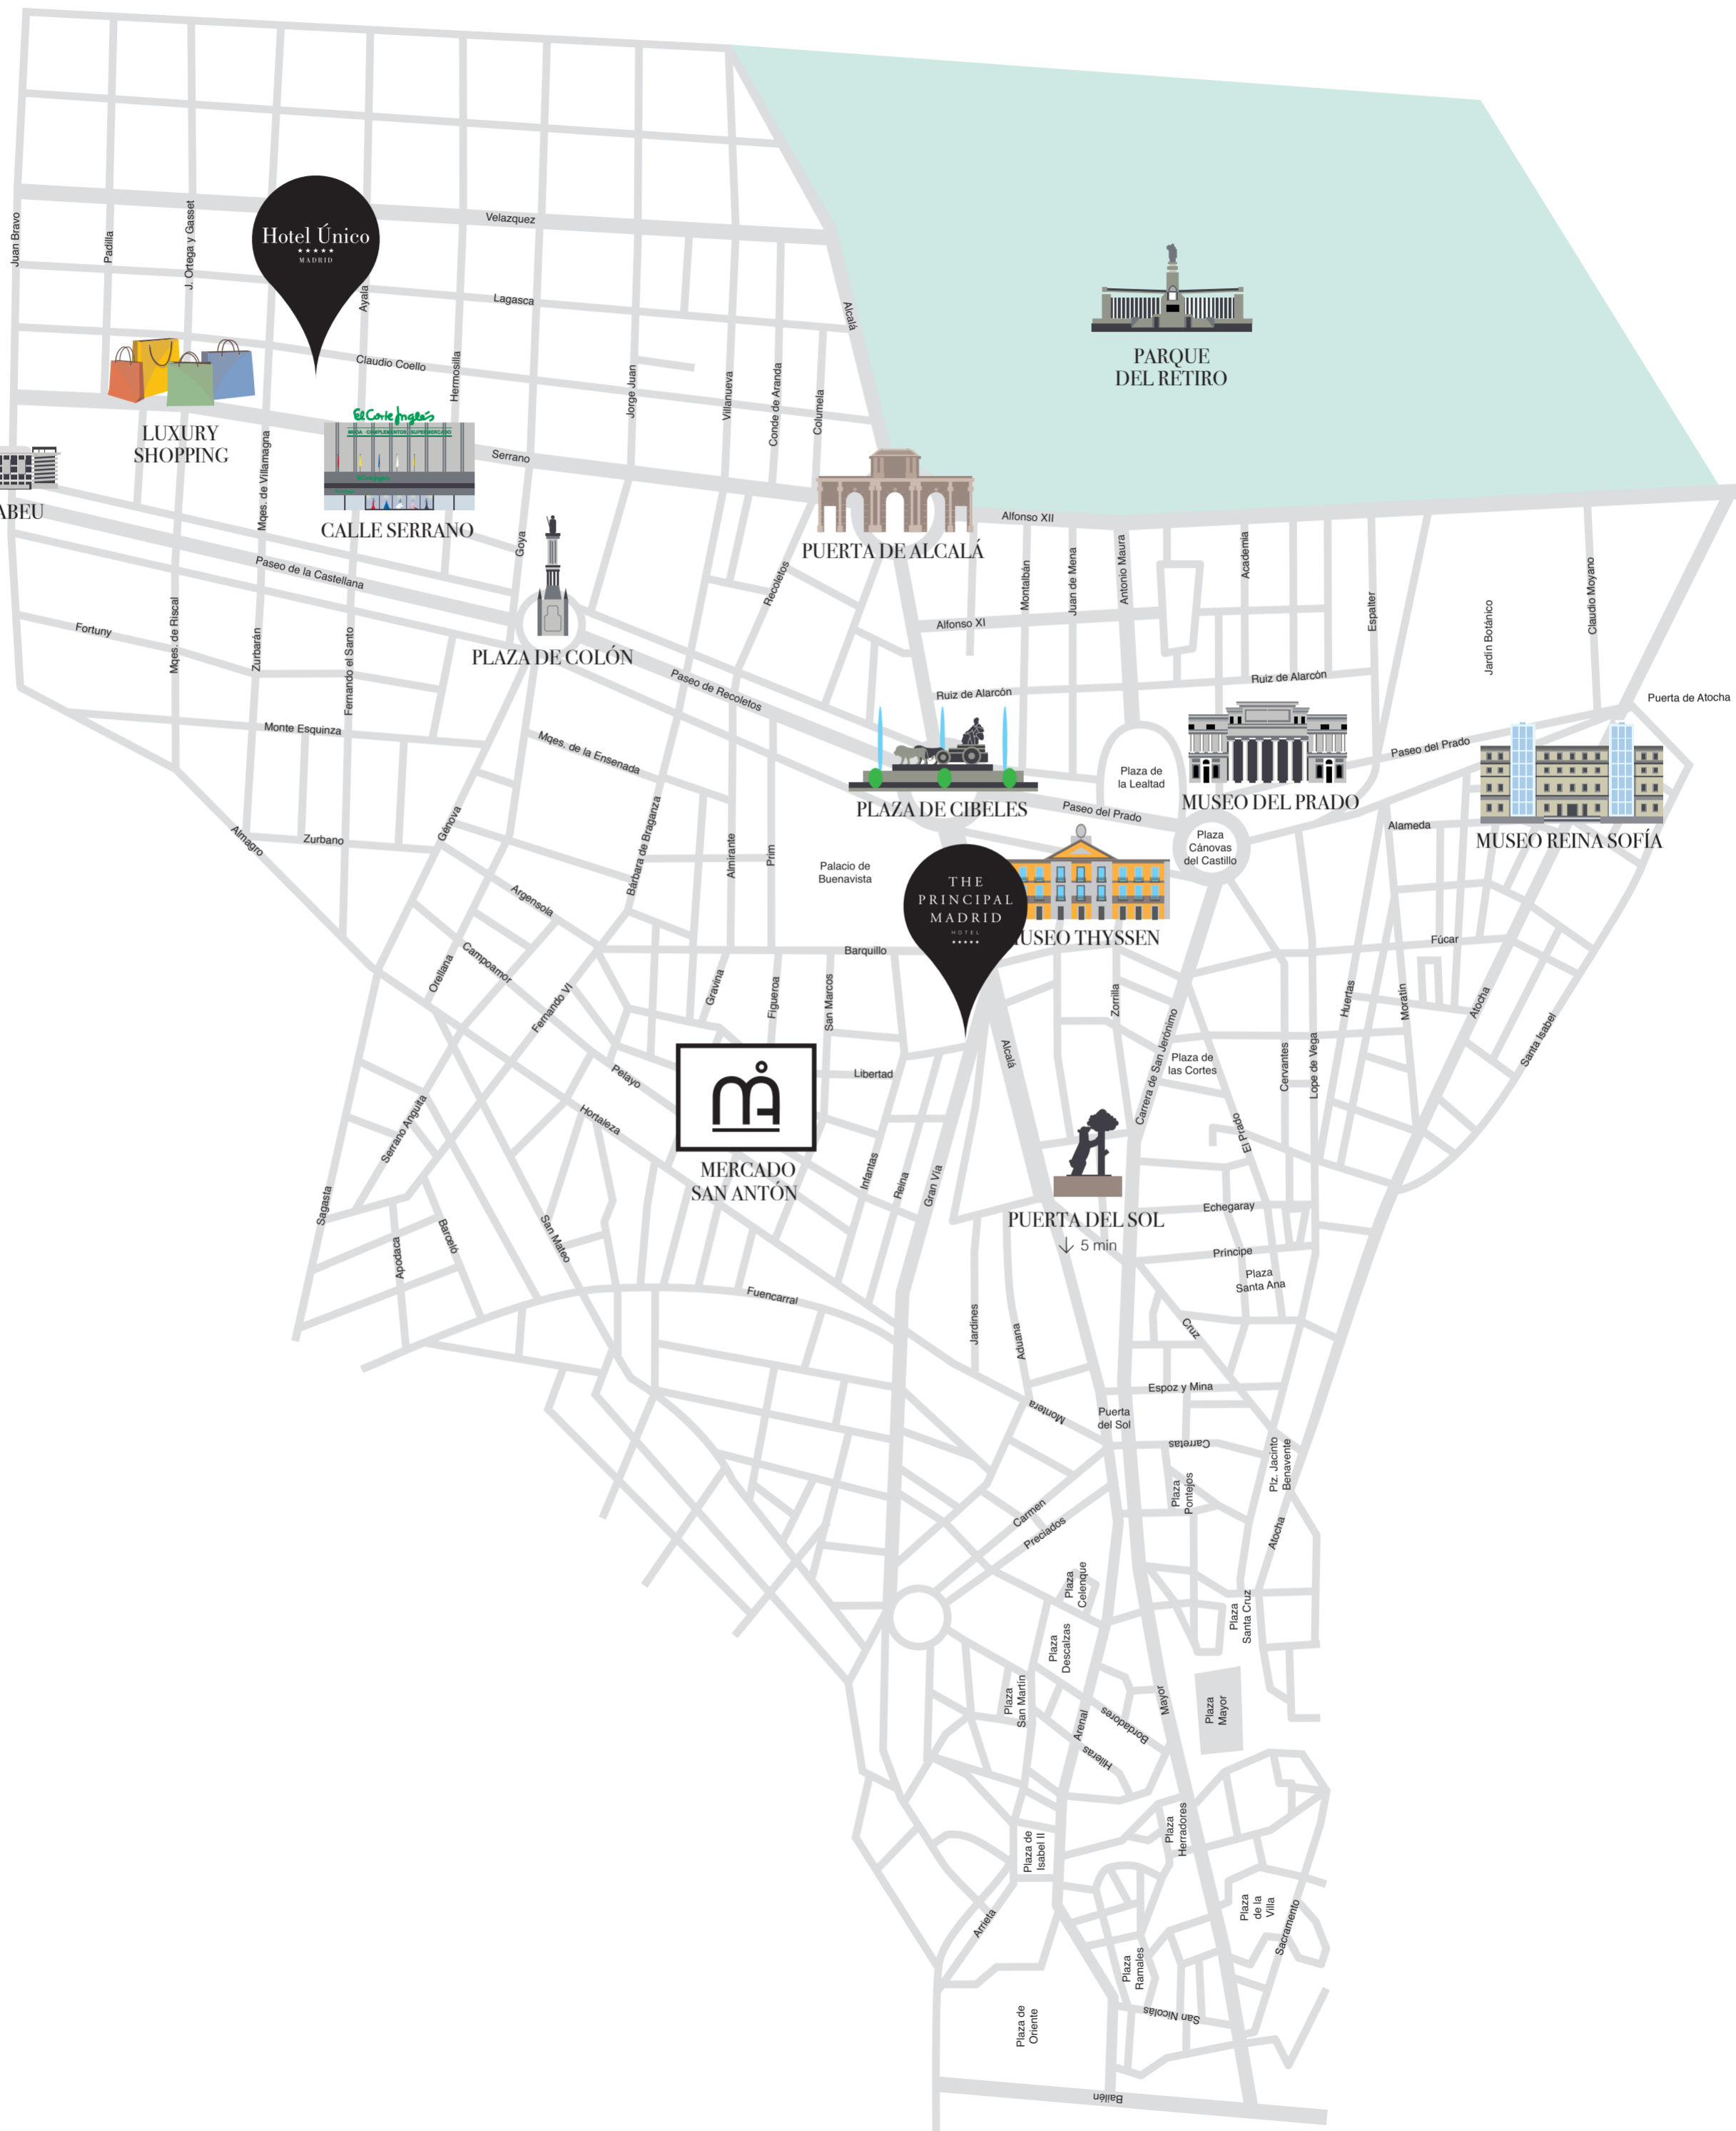 Juan Bravo
Padilla
J. Ortega y Gasset
Hotel Único
★★★★★
MADRID
Velazquez
Ayala
Lagasca
Claudio Coello
Hermosilla
Jorge Juan
Villanueva
Conde de Aranda
Columela
Alcalá
PARQUE
DEL RETIRO
LUXURY
SHOPPING
El Corte Inglés
CALLE SERRANO
Serrano
Mqes. de Villamagna
ABEU
Goya
PUERTA DE ALCALÁ
Alfonso XII
Paseo de la Castellana
Recoletos
Montalbán
Juan de Mena
Antonio Maura
Academia
Espalter
Jardín Botánico
Claudio Moyano
Alfonso XI
Fortuny
Mqes. de Riscal
Zurbarán
Fernando el Santo
PLAZA DE COLÓN
Paseo de Recoletos
Ruiz de Alarcón
Ruiz de Alarcón
Puerta de Atocha
Monte Esquinza
Mqes. de la Ensenada
Paseo del Prado
Plaza de
la Lealtad
PLAZA DE CIBELES
Paseo del Prado
MUSEO DEL PRADO
Alameda
MUSEO REINA SOFÍA
Plaza
Cánovas
del Castillo
Almagro
Zurbano
Génova
Bárbara de Braganza
Almirante
Prim
Palacio de
Buenavista
THE
PRINCIPAL
MADRID
HOTEL
★★★★★
USEO THYSSEN
Argensola
Barquillo
Fúcar
Orellana
Campoamor
Fernando VI
Gravina
Figueroa
San Marcos
Zorrilla
Huertas
Moratín
Atocha
Santa Isabel
Alcalá
Carrera de San Jerónimo
Plaza de
las Cortes
Cervantes
Lope de Vega
Libertad
Pelayo
Hortaleza
Serrano Anguita
El Prado
MERCADO
SAN ANTÓN
Infantas
Reina
Gran Vía
Sagasta
Barceló
Apodaca
San Mateo
PUERTA DEL SOL
↓ 5 min
Echegaray
Príncipe
Plaza
Santa Ana
Fuencarral
Jardines
Aduana
Cruz
Espoz y Mina
Montera
Puerta
del Sol
Carretas
Plz. Jacinto
Benavente
Plaza
Pontejos
Carmen
Preciados
Atocha
Plaza
Celenque
Plaza
Santa Cruz
Plaza
Descalzas
Plaza
San Martín
Mayor
Plaza
Mayor
Arenal
Bordadores
Hileras
Plaza
Herradores
Plaza de
Isabel II
Plaza
de la
Villa
Sacramento
Arrieta
Plaza
Ramales
San Nicolás
Plaza de
Oriente
Bailén